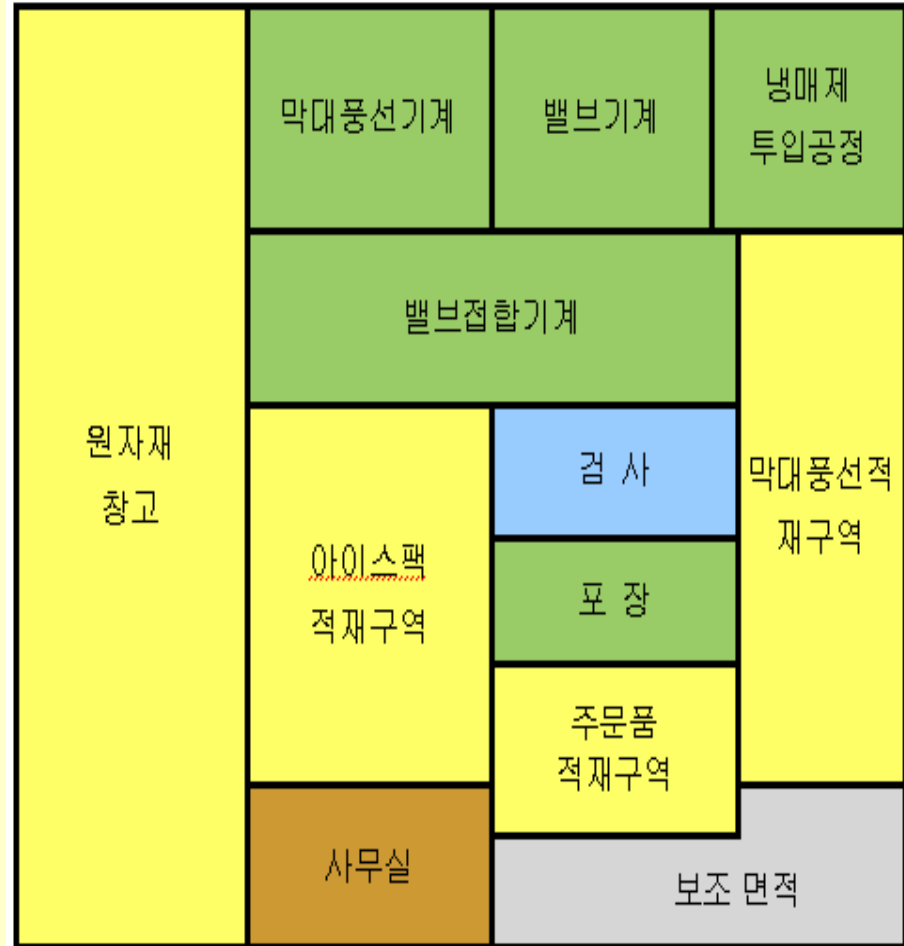 막대풍선기계
밸브기계
냉매제
투입공정
밸브접합기계
원자재
창고
아이스팩
적재구역
검 사
막대풍선적
재구역
포 장
주문품
적재구역
사무실
보조 면적